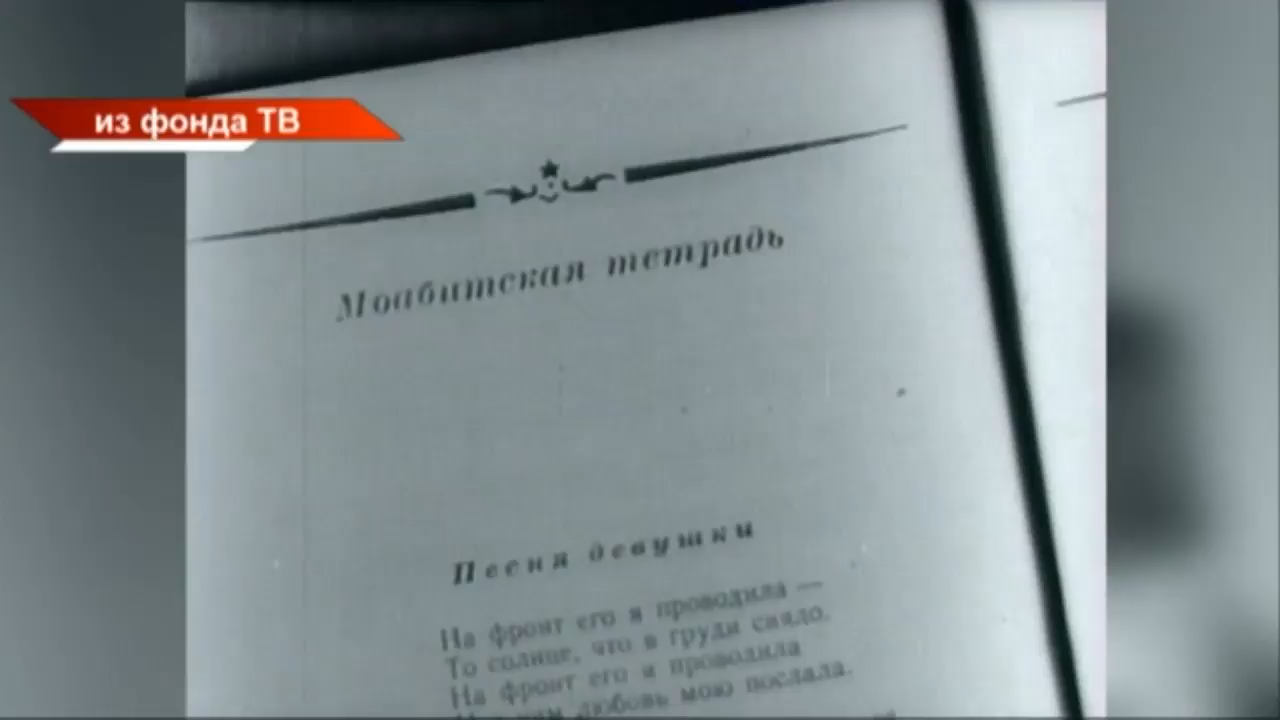 из фонда ТВ
Моабитская тетрадь
Песня девушки
На фронт его я проводила —
То солнце, что в груди сияло.
На фронт его я проводила
любовь мою послала.